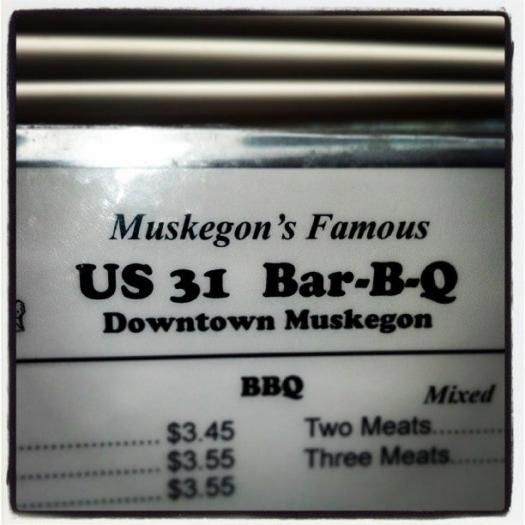 Muskegon's Famous
US 31 Bar-B-Q
Downtown Muskegon
BBQ
Mixed
.................... $3.45
.................... $3.55
.................... $3.55
Two Meats..........
Three Meats........